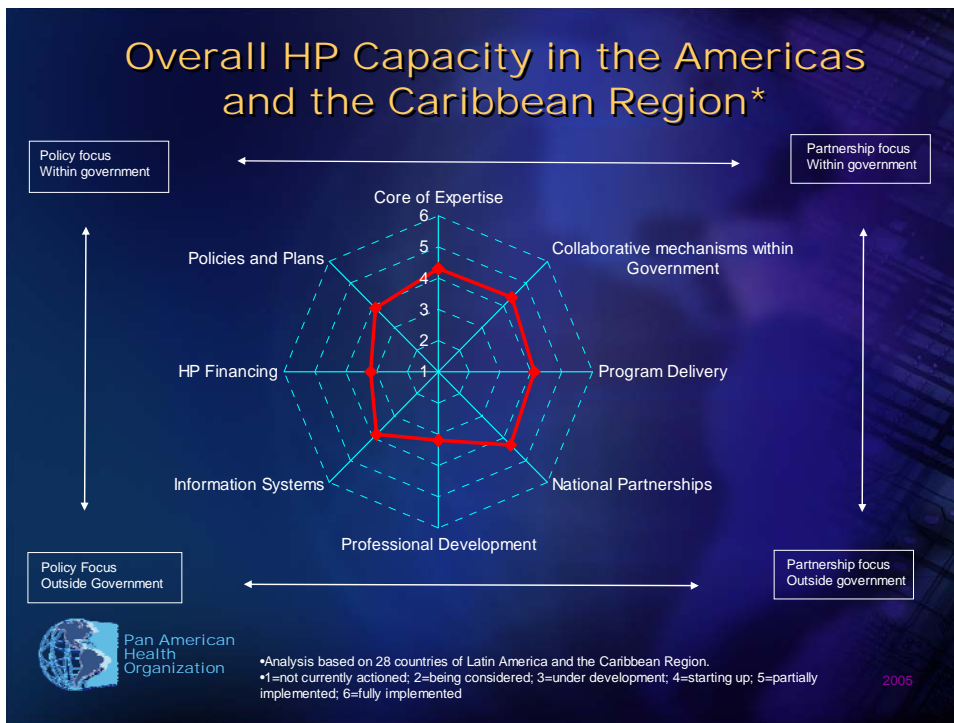 Overall HP Capacity in the Americas
and the Caribbean Region*
Policy focus
Within government
Partnership focus
Within government
Core of Expertise
6
5
4
3
2
1
Policies and Plans
Collaborative mechanisms within
Government
HP Financing
Program Delivery
Information Systems
National Partnerships
Professional Development
Policy Focus
Outside Government
Partnership focus
Outside government
Pan American
Health
Organization
•Analysis based on 28 countries of Latin America and the Caribbean Region.
•1=not currently actioned; 2=being considered; 3=under development; 4=starting up; 5=partially
implemented; 6=fully implemented
2005